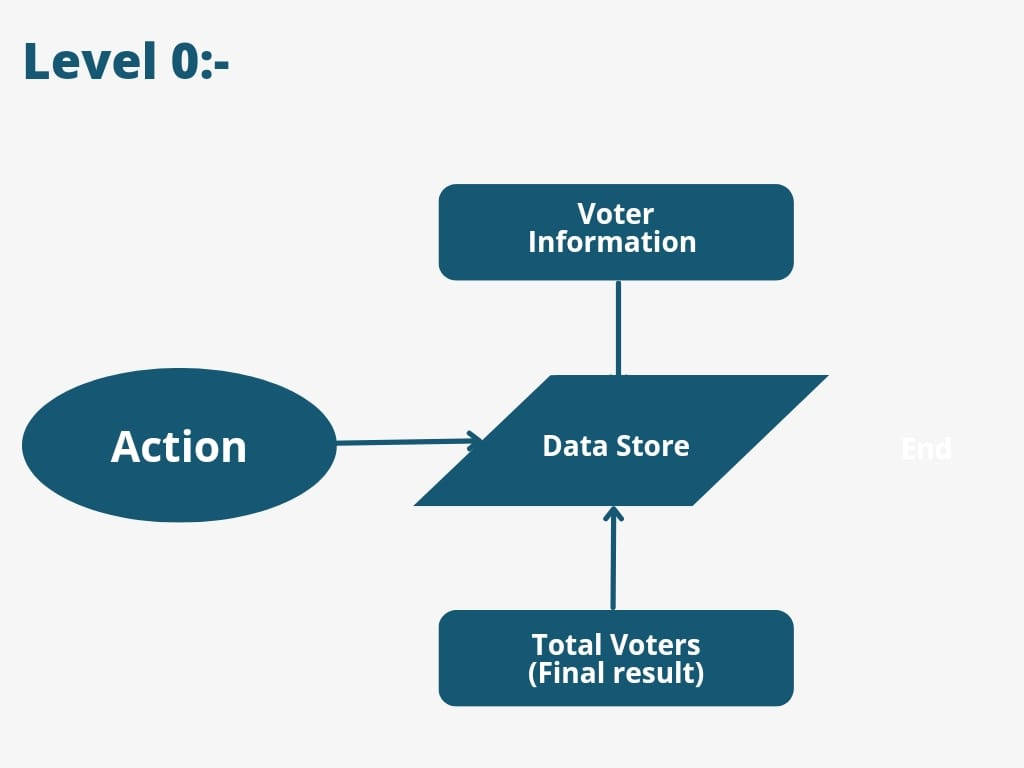 Level 0:-
Voter
Information
Action
Data Store
End
Total Voters
(Final result)